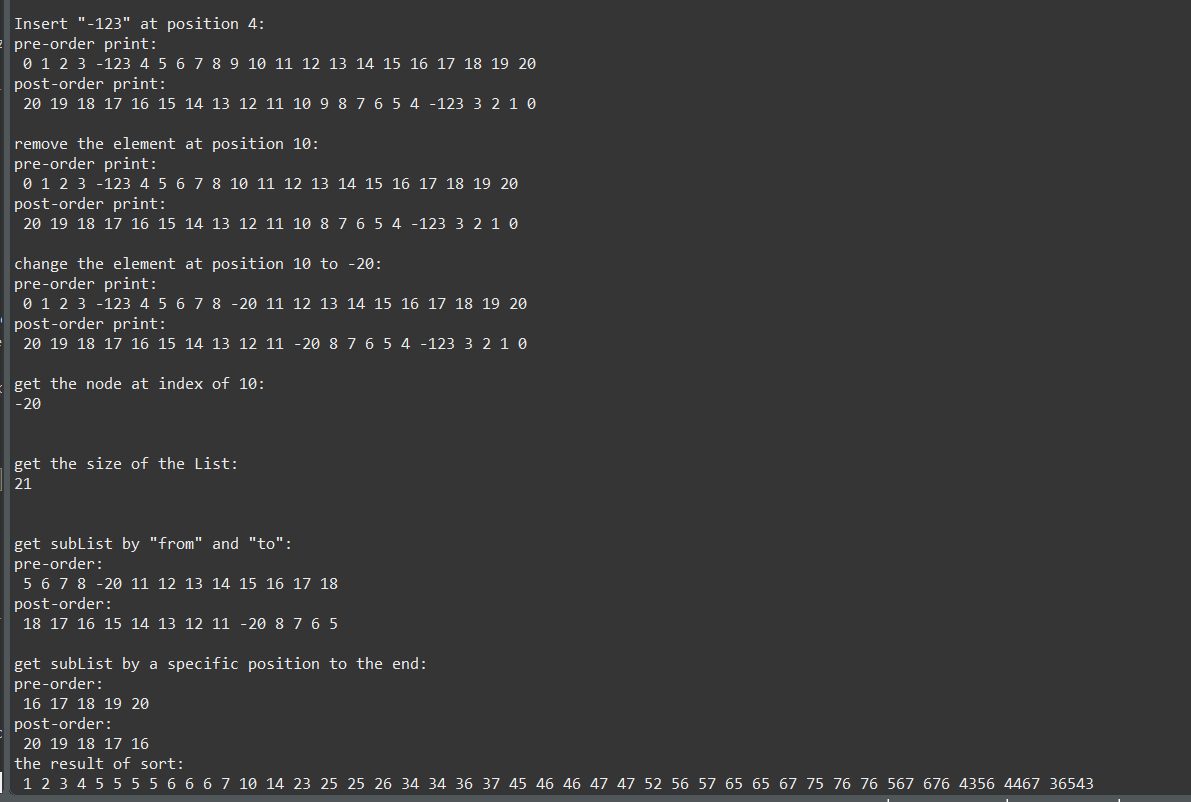 Insert "-123" at position 4:
pre-order print:
0 1 2 3 -123 4 5 6 7 8 9 10 11 12 13 14 15 16 17 18 19 20
post-order print:
20 19 18 17 16 15 14 13 12 11 10 9 8 7 6 5 4 -123 3 2 1 0
remove the element at position 10:
pre-order print:
0 1 2 3 -123 4 5 6 7 8 10 11 12 13 14 15 16 17 18 19 20
post-order print:
20 19 18 17 16 15 14 13 12 11 10 8 7 6 5 4 -123 3 2 1 0
change the element at position 10 to -20:
pre-order print:
0 1 2 3 -123 4 5 6 7 8 -20 11 12 13 14 15 16 17 18 19 20
post-order print:
20 19 18 17 16 15 14 13 12 11 -20 8 7 6 5 4 -123 3 2 1 0
get the node at index of 10:
-20
get the size of the List:
21
get subList by "from" and "to":
pre-order:
5 6 7 8 -20 11 12 13 14 15 16 17 18
post-order:
18 17 16 15 14 13 12 11 -20 8 7 6 5
get subList by a specific position to the end:
pre-order:
16 17 18 19 20
post-order:
20 19 18 17 16
the result of sort:
1 2 3 4 5 5 5 5 6 6 6 7 10 14 23 25 25 26 34 34 36 37 45 46 46 47 47 52 56 57 65 65 67 75 76 76 567 676 4356 4467 36543